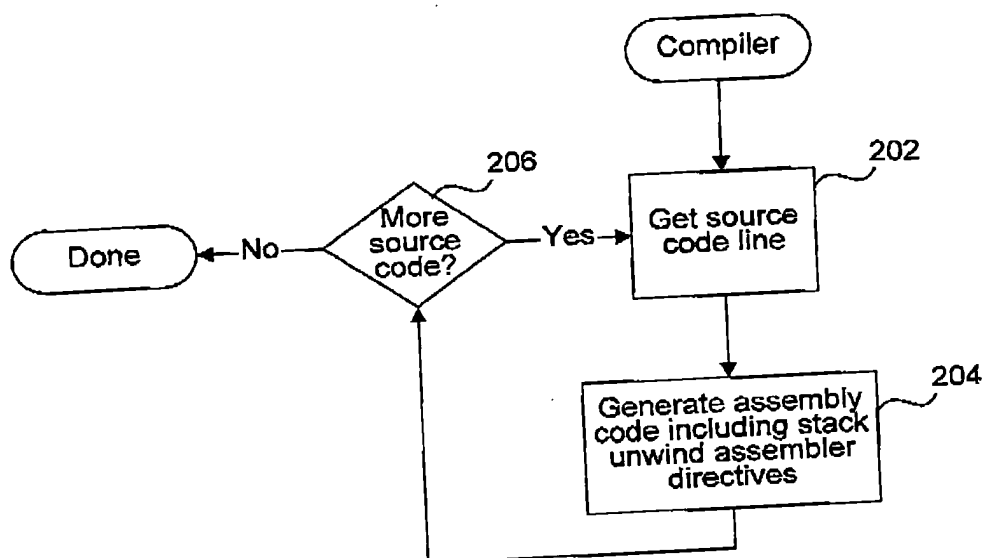 Compiler
202
Get source
code line
204
Generate assembly
code including stack
unwind assembler
directives
206
More
source
code?
Yes
No
Done